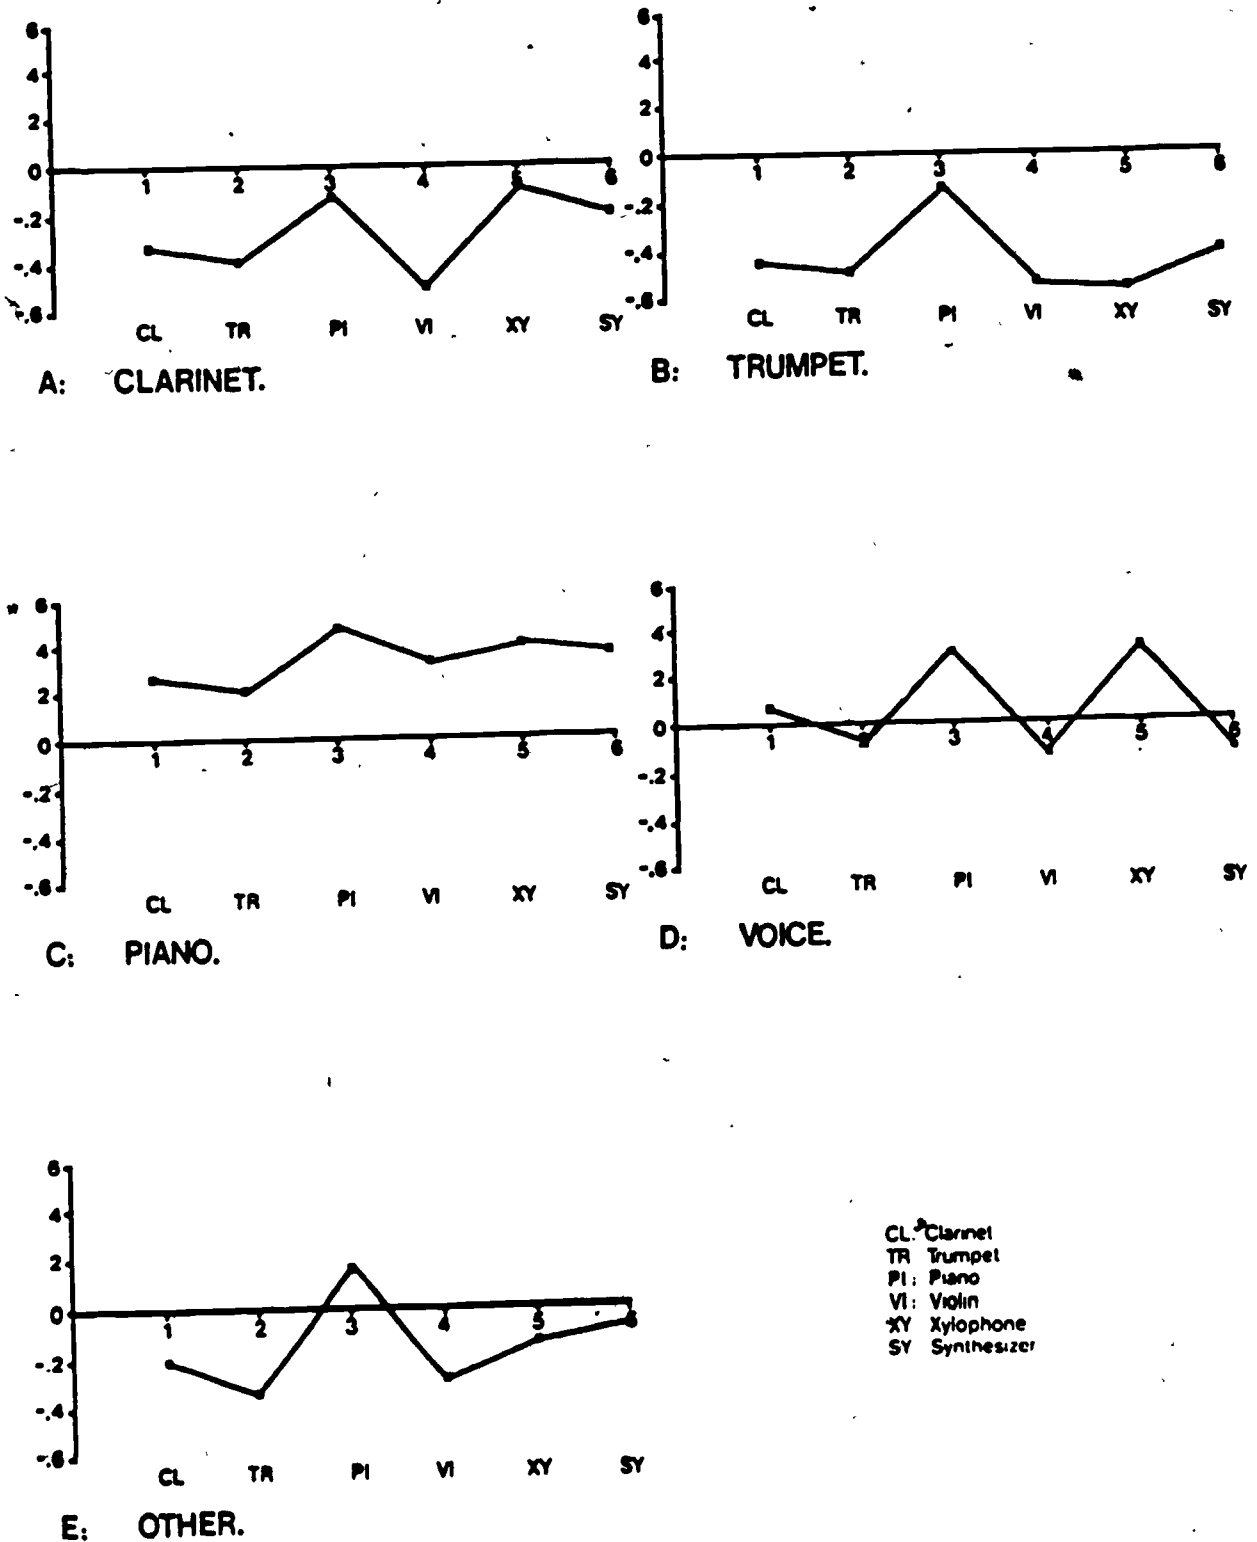 6
4
2
0
-.2
-.4
-.6
1 2 3 4 5 6
CL TR PI VI XY SY
A: CLARINET.
6
4
2
0
-.2
-.4
-.6
1 2 3 4 5 6
CL TR PI VI XY SY
B: TRUMPET.
6
4
2
0
-.2
-.4
-.6
1 2 3 4 5 6
CL TR PI VI XY SY
C: PIANO.
6
4
2
0
-.2
-.4
-.6
1 2 3 4 5 6
CL TR PI VI XY SY
D: VOICE.
6
4
2
0
-.2
-.4
-.6
1 2 3 4 5 6
CL TR PI VI XY SY
E: OTHER.
CL: Clarinet
TR Trumpet
PI: Piano
VI: Violin
XY Xylophone
SY Synthesizer